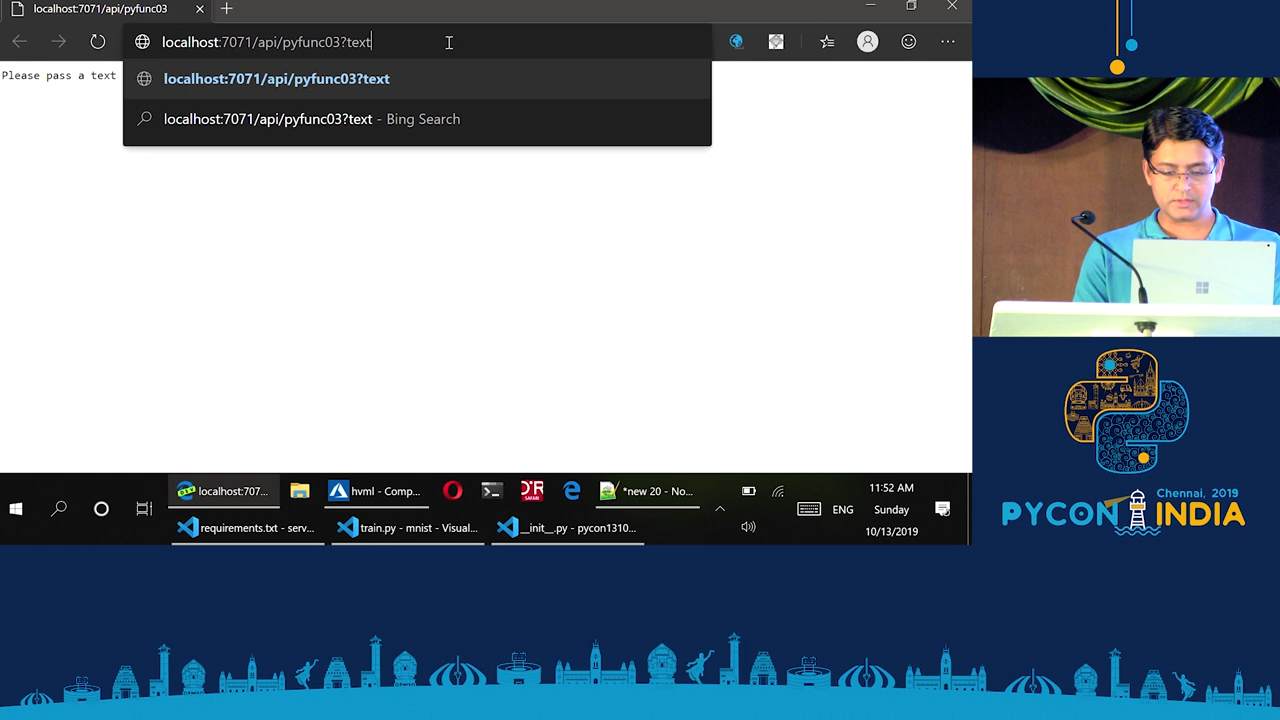 localhost:7071/api/pyfunc03
localhost:7071/api/pyfunc03?text
Please pass a text
localhost:7071/api/pyfunc03?text
localhost:7071/api/pyfunc03?text - Bing Search
localhost:707...
hvml - Comp...
*new 20 - No...
requirements.txt - serv...
train.py - mnist - Visual...
__init__.py - pycon1310...
ENG
11:52 AM
Sunday
10/13/2019
Chennai, 2019
PYCON INDIA